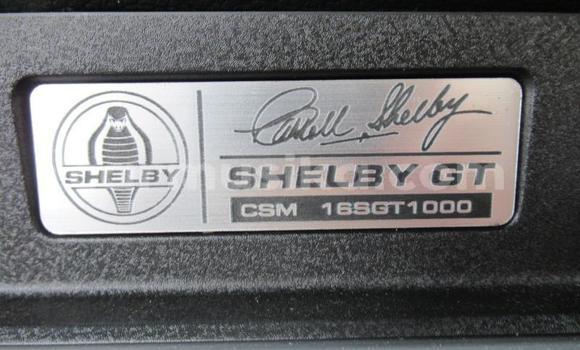 SHELBY
Carroll Shelby
SHELBY GT
CSM 16SGT1000